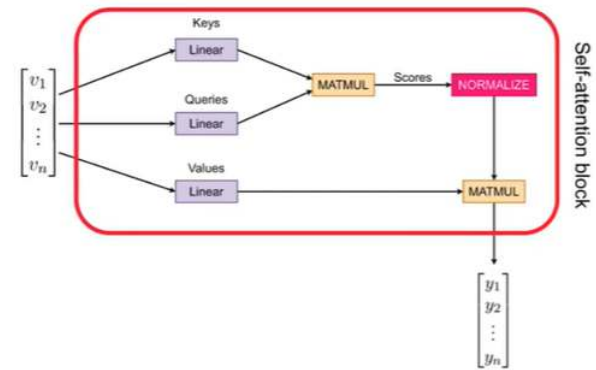 Keys
Linear
Queries
Linear
Values
Linear
MATMUL
Scores
NORMALIZE
MATMUL
Self-attention block
v1
v2
⋮
vn
y1
y2
⋮
yn